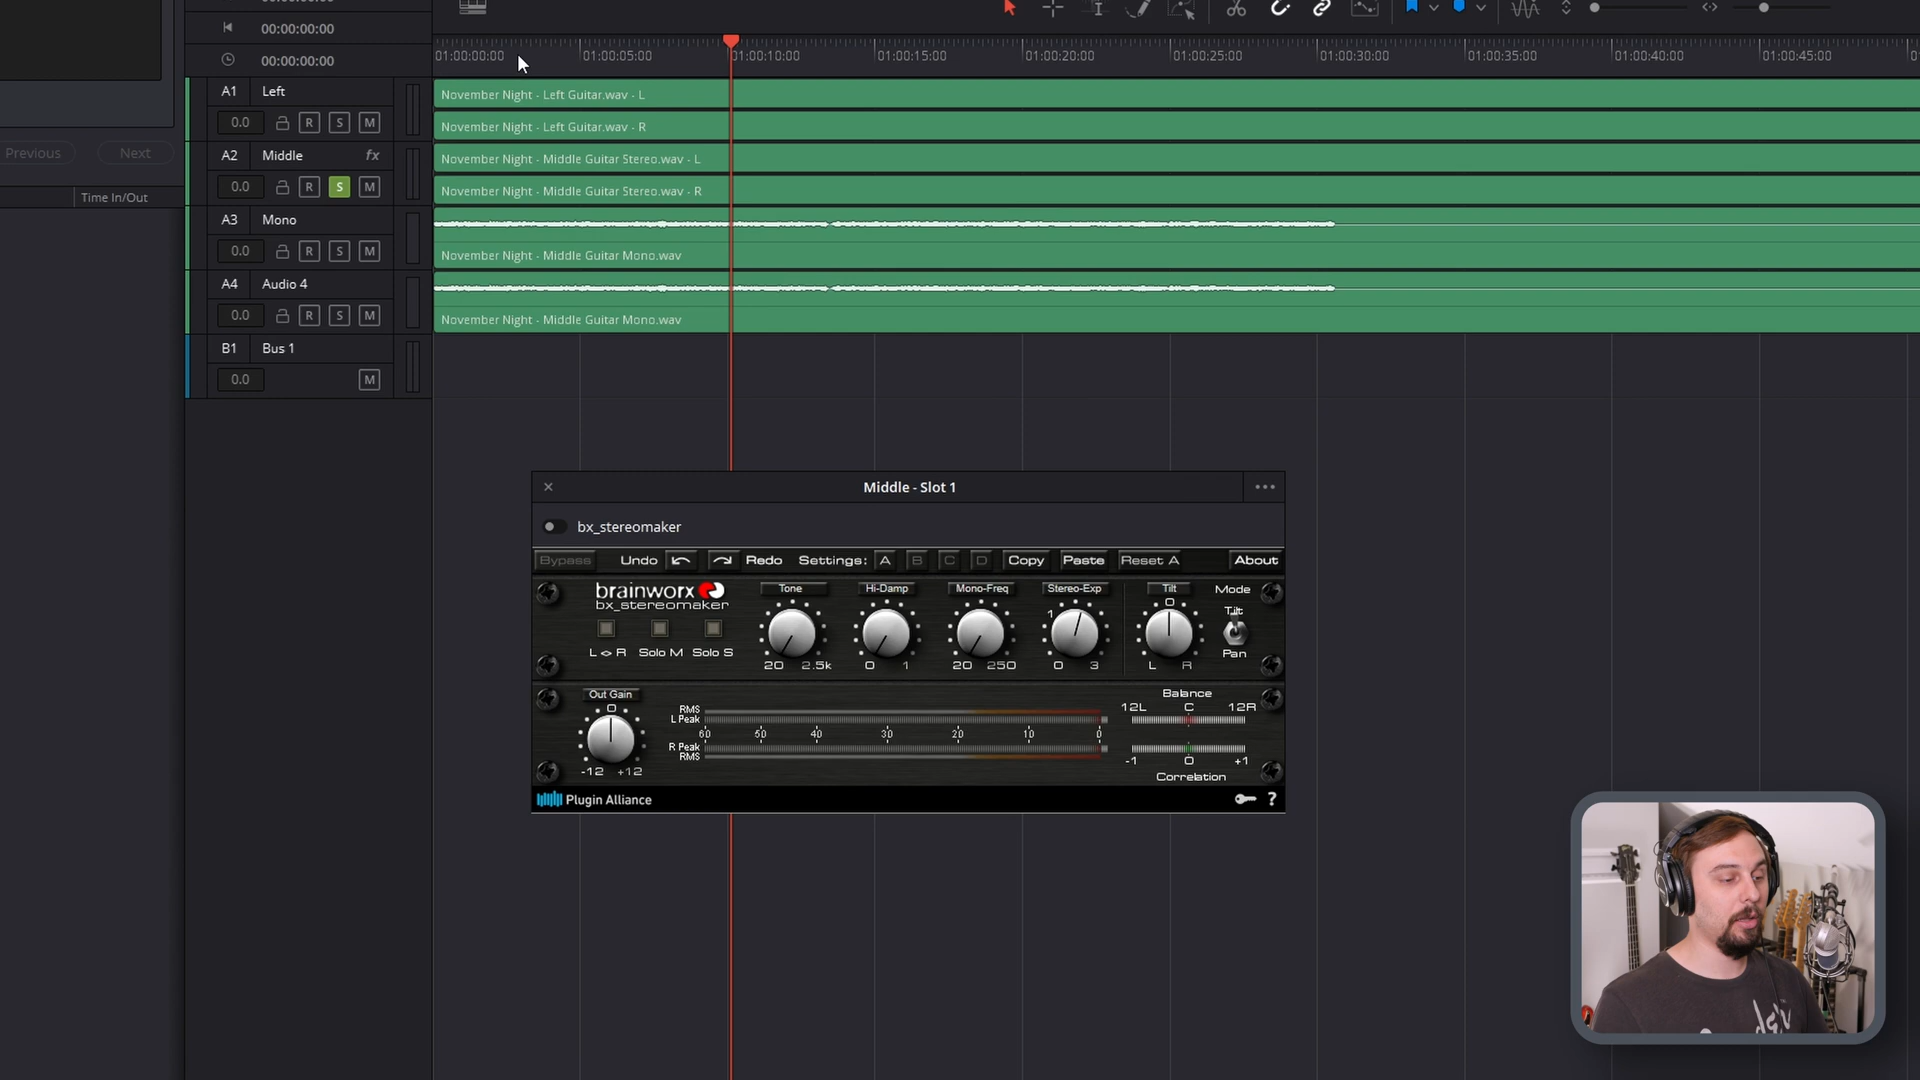 00:00:00:00
00:00:00:00
01:00:00:00 01:00:05:00 01:00:10:00 01:00:15:00 01:00:20:00 01:00:25:00 01:00:30:00 01:00:35:00 01:00:40:00 01:00:45:00
A1 Left
November Night - Left Guitar.wav - L
0.0 R S M
November Night - Left Guitar.wav - R
Previous Next
A2 Middle fx
November Night - Middle Guitar Stereo.wav - L
0.0 R S M
November Night - Middle Guitar Stereo.wav - R
Time In/Out
A3 Mono
0.0 R S M
November Night - Middle Guitar Mono.wav
A4 Audio 4
0.0 R S M
November Night - Middle Guitar Mono.wav
B1 Bus 1
0.0 M
Middle - Slot 1
bx_stereomaker
Bypass Undo Redo Settings: A B C D Copy Paste Reset A About
brainworx Tone Hi-Damp Mono-Freq Stereo-Exp Tilt Mode
bx_stereomaker
1 0 Tilt
L <> R Solo M Solo S Pan
20 2.5k 0 1 20 250 0 3 L R
Out Gain Balance
0 RMS 12L C 12R
L Peak
60 50 40 30 20 10 0
R Peak
RMS -1 0 +1
-12 +12 Correlation
Plugin Alliance ?